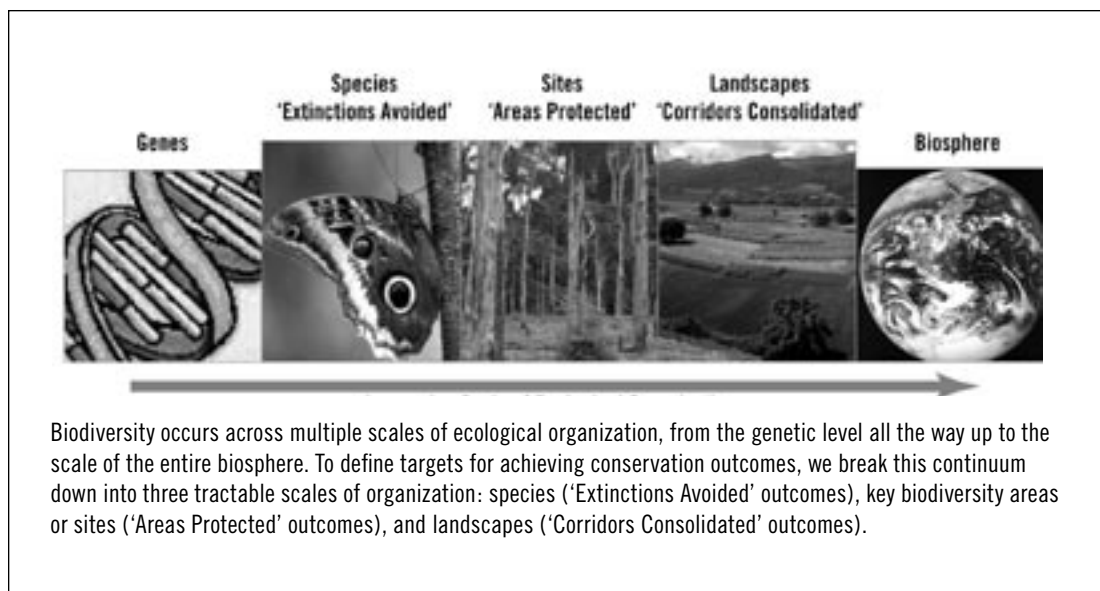 Species
'Extinctions Avoided'
Sites
'Areas Protected'
Landscapes
'Corridors Consolidated'
Genes
Biosphere
Biodiversity occurs across multiple scales of ecological organization, from the genetic level all the way up to the
scale of the entire biosphere. To define targets for achieving conservation outcomes, we break this continuum
down into three tractable scales of organization: species (‘Extinctions Avoided’ outcomes), key biodiversity areas
or sites (‘Areas Protected’ outcomes), and landscapes (‘Corridors Consolidated’ outcomes).